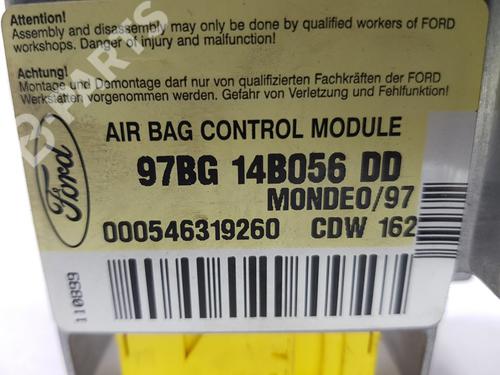 Attention!
Assembly and disassembly may only be done by qualified workers of FORD
workshops. Danger of injury and malfunction!
Achtung!
Montage und Demontage darf nur von qualifizierten Fachkräften der FORD
Werkstätten vorgenommen werden. Gefahr von Verletzung und Fehlfunktion!
Ford
AIR BAG CONTROL MODULE
97BG 14B056 DD
MONDEO/97
000546319260 CDW 162
110899
B-PARTS